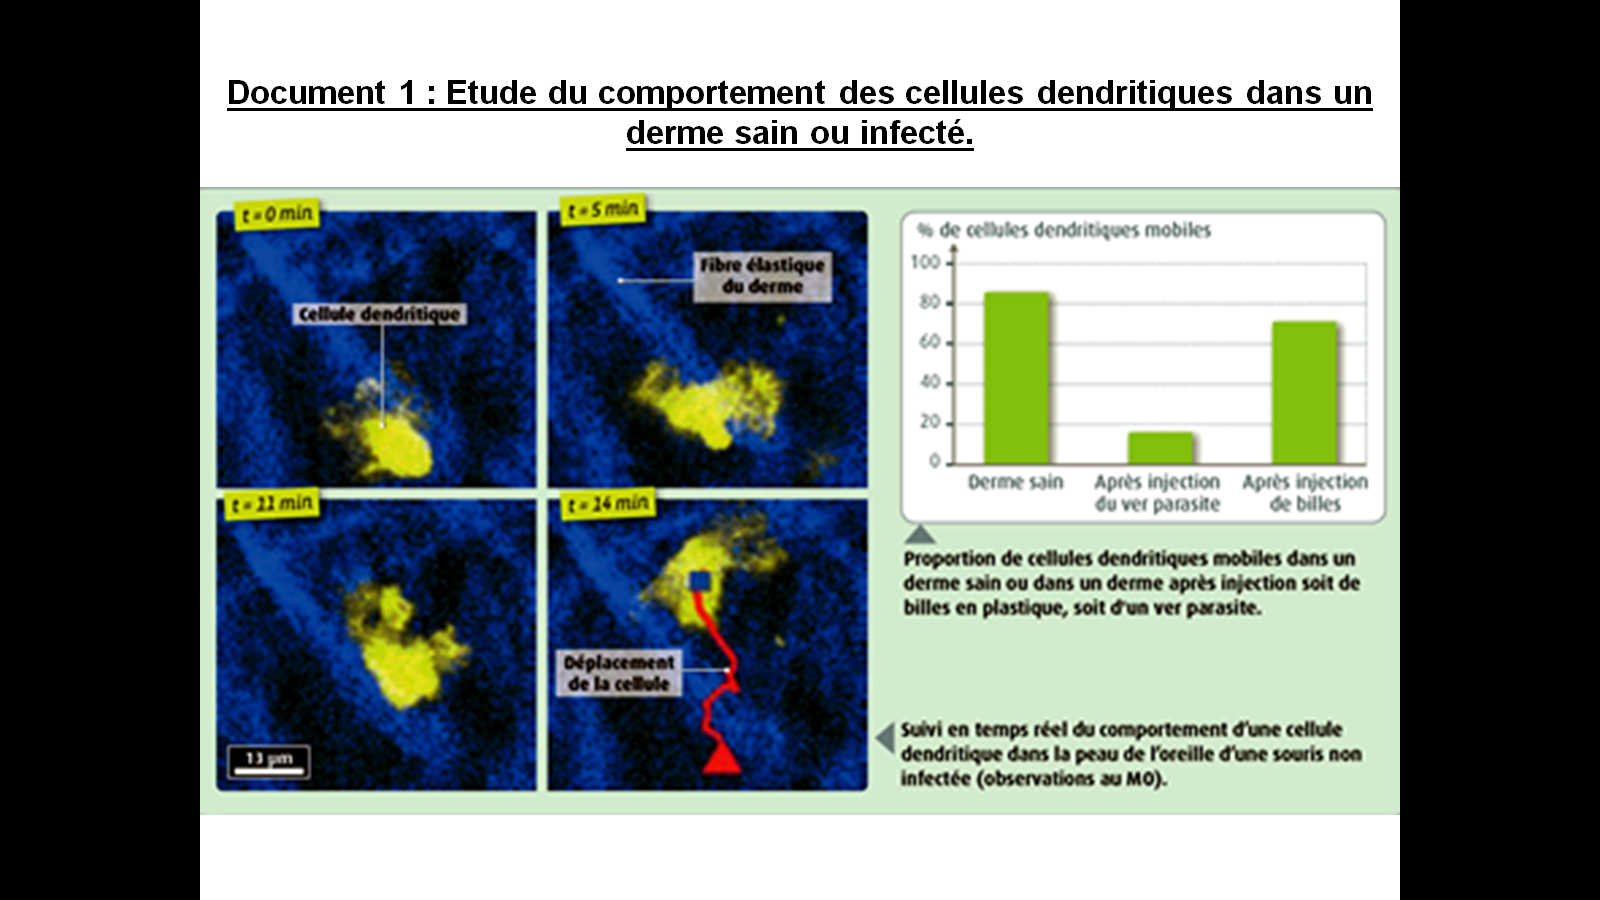 Document 1 : Etude du comportement des cellules dendritiques dans un
derme sain ou infecté.
t = 0 min
Cellule dendritique
t = 5 min
Fibre élastique
du derme
t = 11 min
13 µm
t = 14 min
Déplacement
de la cellule
% de cellules dendritiques mobiles
100
80
60
40
20
0
Derme sain
Après injection
du ver parasite
Après injection
de billes
Proportion de cellules dendritiques mobiles dans un
derme sain ou dans un derme après injection soit de
billes en plastique, soit d'un ver parasite.
Suivi en temps réel du comportement d'une cellule
dendritique dans la peau de l'oreille d'une souris non
infectée (observations au MO).